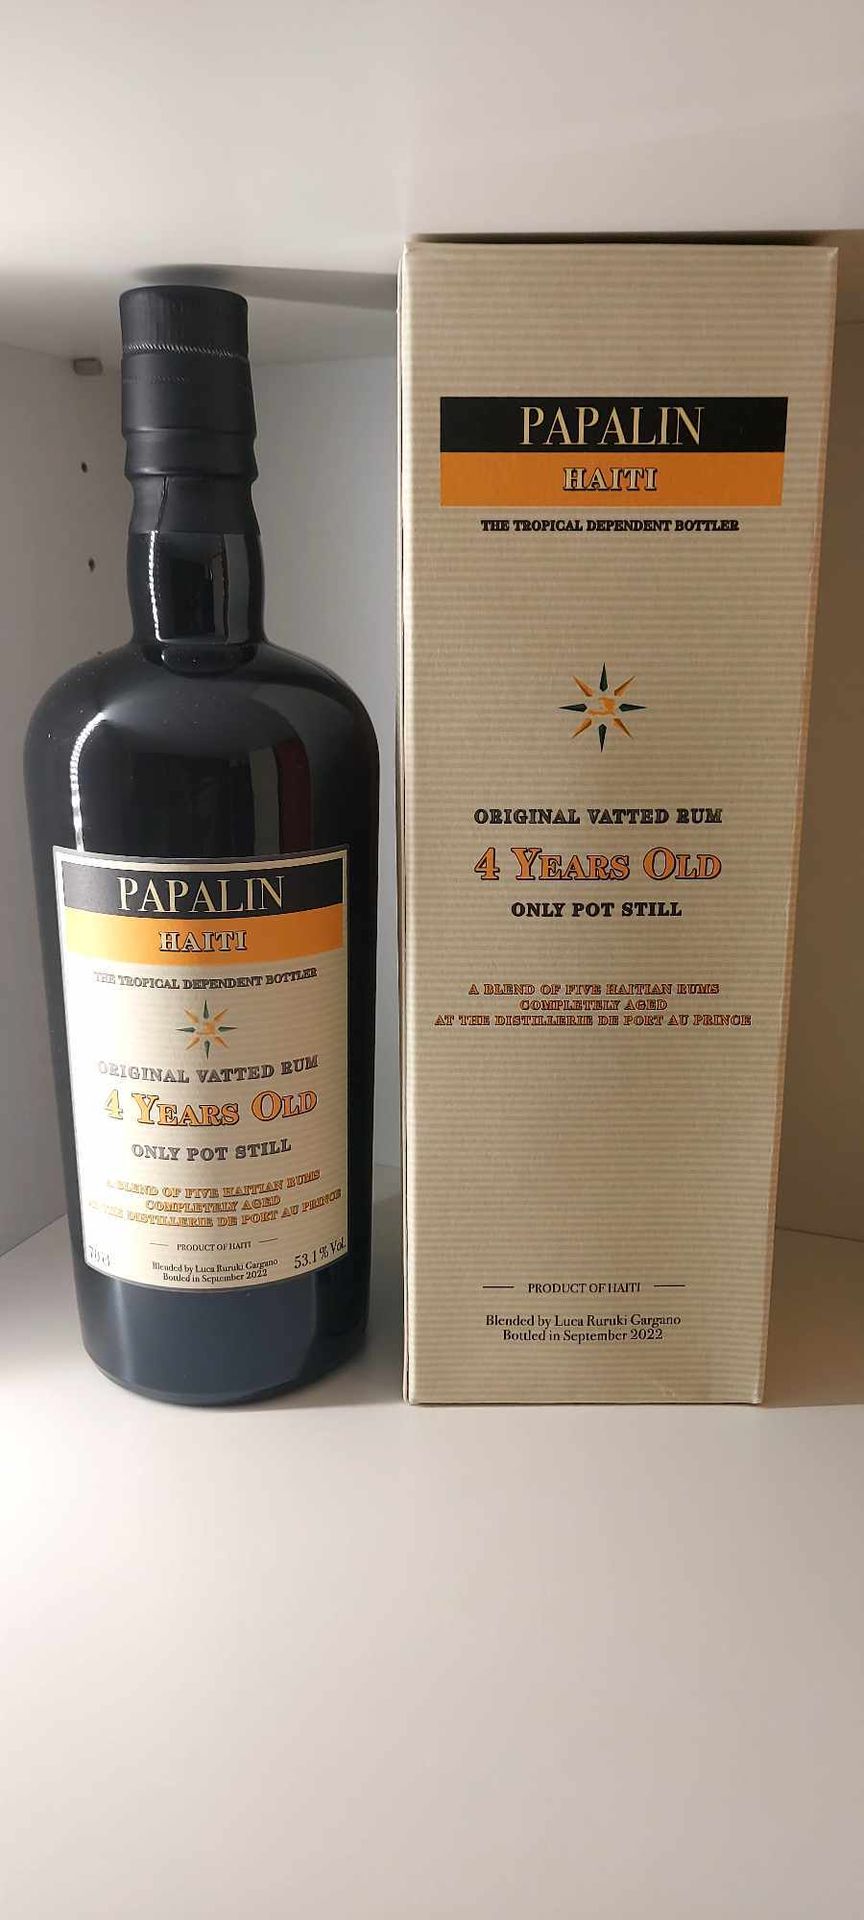 PAPALIN
HAITI
THE TROPICAL DEPENDENT BOTTLER
ORIGINAL VATTED RUM
4 YEARS OLD
ONLY POT STILL
A BLEND OF FIVE HAITIAN RUMS
COMPLETELY AGED
AT THE DISTILLERIE DE PORT AU PRINCE
PRODUCT OF HAITI
70 cl
Blended by Luca Ruruki Gargano
Bottled in September 2022
53.1 % Vol.
PAPALIN
HAITI
THE TROPICAL DEPENDENT BOTTLER
ORIGINAL VATTED RUM
4 YEARS OLD
ONLY POT STILL
A BLEND OF FIVE HAITIAN RUMS
COMPLETELY AGED
AT THE DISTILLERIE DE PORT AU PRINCE
PRODUCT OF HAITI
Blended by Luca Ruruki Gargano
Bottled in September 2022